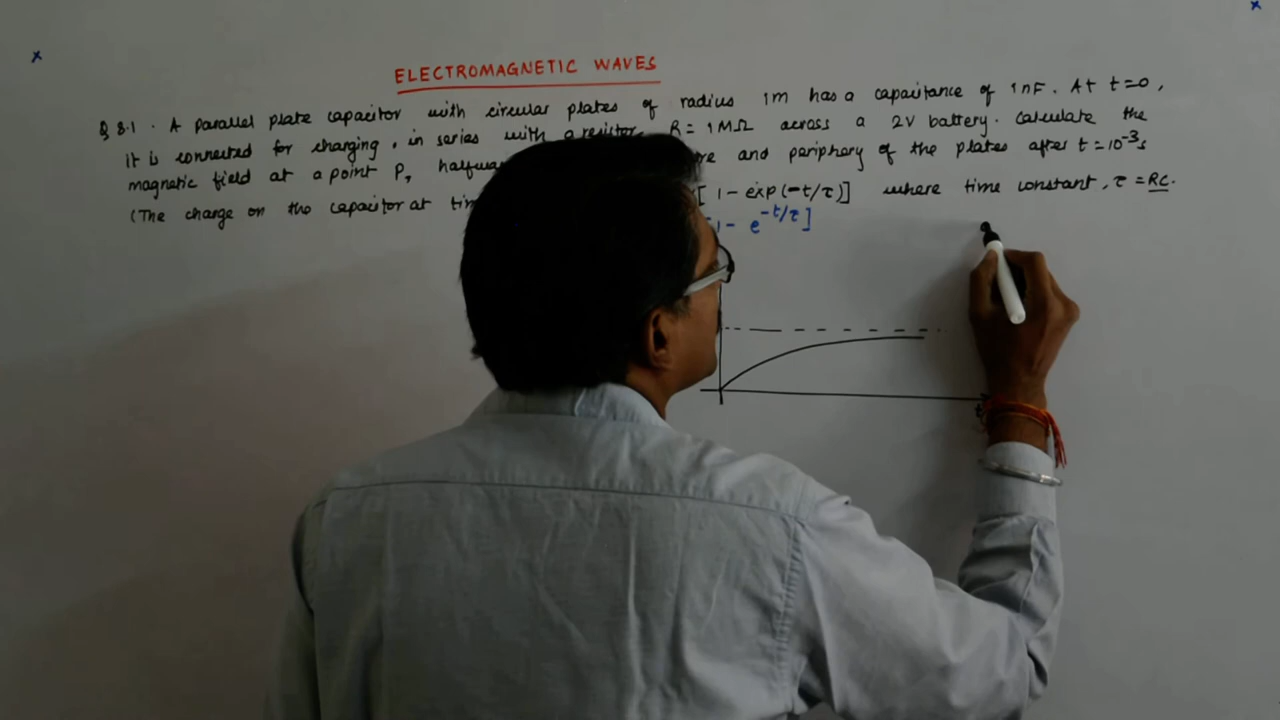 ELECTROMAGNETIC WAVES
Q 8.1 . A parallel plate capacitor with circular plates of radius 1m has a capacitance of 1nF. At t=0,
It is connected for charging, in series with a resistor R = 1MΩ across a 2V battery. Calculate the
magnetic field at a point P, and periphery of the plates after t = 10⁻³s
(The charge on the capacitor at [1 - exp(-t/τ)] where time constant, τ = RC.
1 - e^{-t/τ}]